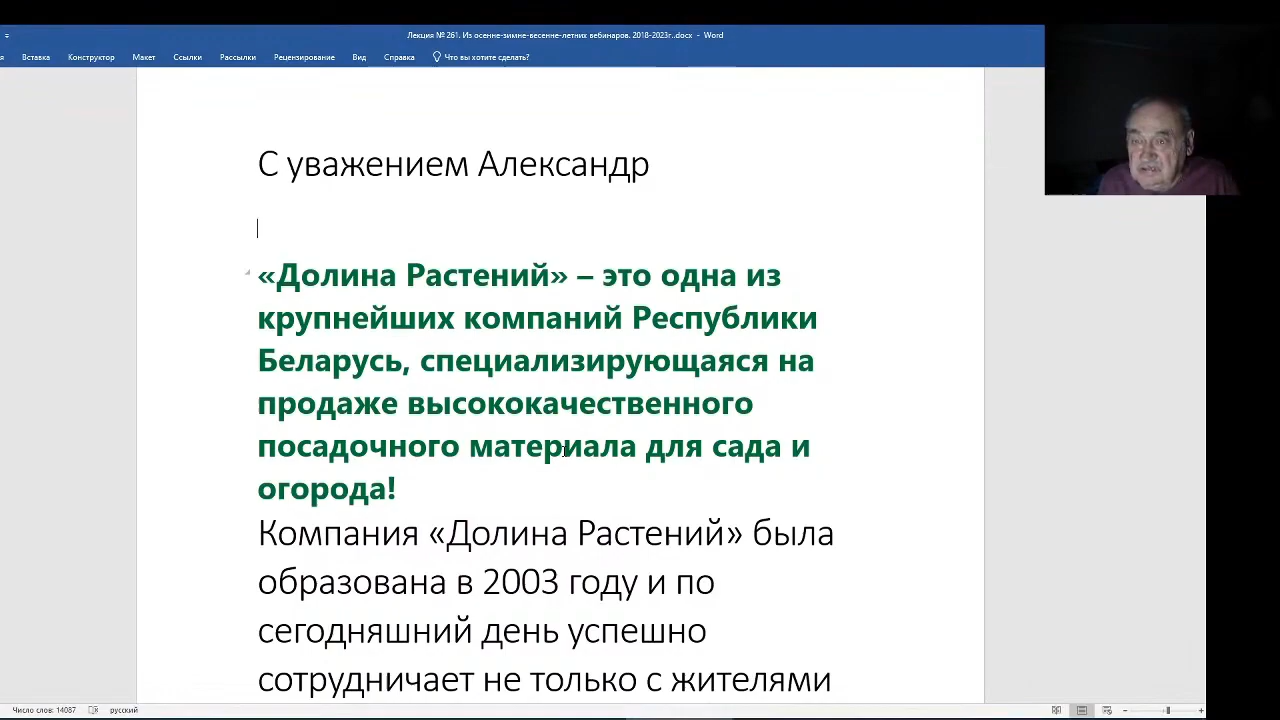 Лекция № 261. Из осенне-зимне-весенне-летних вебинаров. 2018-2023г..docx - Word
я Вставка Конструктор Макет Ссылки Рассылки Рецензирование Вид Справка Что вы хотите сделать?
С уважением Александр
«Долина Растений» – это одна из
крупнейших компаний Республики
Беларусь, специализирующаяся на
продаже высококачественного
посадочного материала для сада и
огорода!
Компания «Долина Растений» была
образована в 2003 году и по
сегодняшний день успешно
сотрудничает не только с жителями
Число слов: 14087 русский